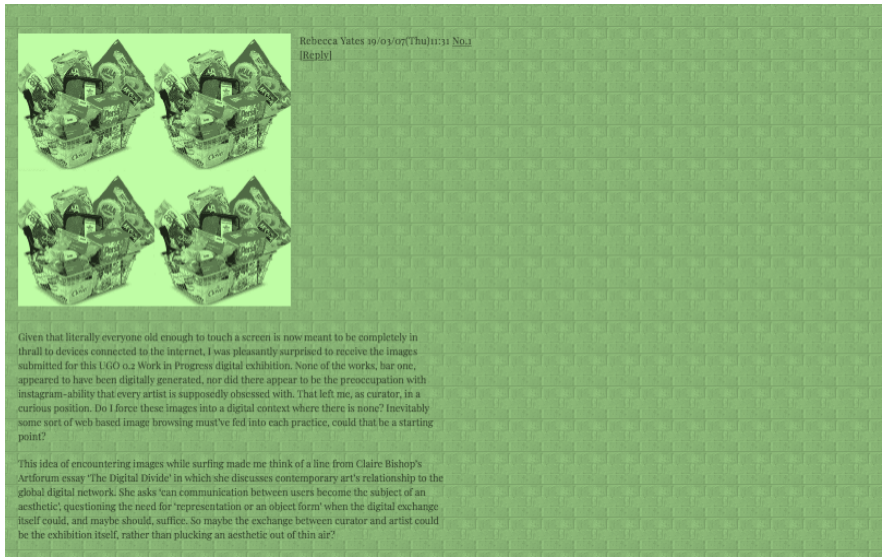 Rebecca Yates 19/03/07(Thu)11:31 No.1
[Reply]
Given that literally everyone old enough to touch a screen is now meant to be completely in
thrall to devices connected to the internet, I was pleasantly surprised to receive the images
submitted for this UGO 0.2 Work in Progress digital exhibition. None of the works, bar one,
appeared to have been digitally generated, nor did there appear to be the preoccupation with
instagram-ability that every artist is supposedly obsessed with. That left me, as curator, in a
curious position. Do I force these images into a digital context where there is none? Inevitably
some sort of web based image browsing must've fed into each practice, could that be a starting
point?
This idea of encountering images while surfing made me think of a line from Claire Bishop's
Artforum essay 'The Digital Divide' in which she discusses contemporary art's relationship to the
global digital network. She asks 'can communication between users become the subject of an
aesthetic', questioning the need for 'representation or an object form' when the digital exchange
itself could, and maybe should, suffice. So maybe the exchange between curator and artist could
be the exhibition itself, rather than plucking an aesthetic out of thin air?